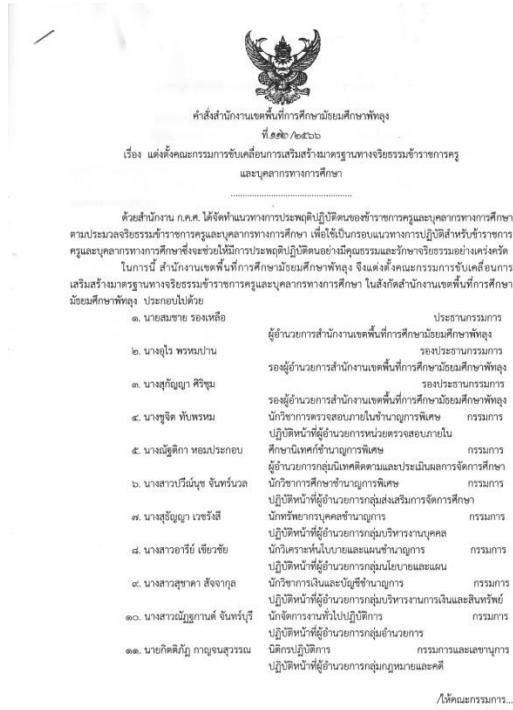 คำสั่งสำนักงานเขตพื้นที่การศึกษามัธยมศึกษาพัทลุง
ที่ /๒๕๖๖
เรื่อง แต่งตั้งคณะกรรมการขับเคลื่อนการเสริมสร้างมาตรฐานทางจริยธรรมข้าราชการครู
และบุคลากรทางการศึกษา
ด้วยสำนักงาน ก.ค.ศ. ได้จัดทำแนวทางการประพฤติปฏิบัติตนของข้าราชการครูและบุคลากรทางการศึกษา
ตามประมวลจริยธรรมข้าราชการครูและบุคลากรทางการศึกษา เพื่อใช้เป็นกรอบแนวทางการปฏิบัติสำหรับข้าราชการ
ครูและบุคลากรทางการศึกษาซึ่งจะช่วยให้มีการประพฤติปฏิบัติตนอย่างมีคุณธรรมและรักษาจริยธรรมอย่างเคร่งครัด
ในการนี้ สำนักงานเขตพื้นที่การศึกษามัธยมศึกษาพัทลุง จึงแต่งตั้งคณะกรรมการขับเคลื่อนการ
เสริมสร้างมาตรฐานทางจริยธรรมข้าราชการครูและบุคลากรทางการศึกษา ในสังกัดสำนักงานเขตพื้นที่การศึกษา
มัธยมศึกษาพัทลุง ประกอบไปด้วย
๑. นายสมชาย รองเหลือ ประธานกรรมการ
ผู้อำนวยการสำนักงานเขตพื้นที่การศึกษามัธยมศึกษาพัทลุง
๒. นางอุไร พรหมปาน รองประธานกรรมการ
รองผู้อำนวยการสำนักงานเขตพื้นที่การศึกษามัธยมศึกษาพัทลุง
๓. นางสุกัญญา ศิริชุม รองประธานกรรมการ
รองผู้อำนวยการสำนักงานเขตพื้นที่การศึกษามัธยมศึกษาพัทลุง
๔. นางชูจิต ทับพรหม นักวิชาการตรวจสอบภายในชำนาญการพิเศษ กรรมการ
ปฏิบัติหน้าที่ผู้อำนวยการหน่วยตรวจสอบภายใน
๕. นางณัฐติกา หอมประกอบ ศึกษานิเทศก์ชำนาญการพิเศษ กรรมการ
ผู้อำนวยการกลุ่มนิเทศติดตามและประเมินผลการจัดการศึกษา
๖. นางสาวปวีณ์นุช จันทร์นวล นักวิชาการศึกษาชำนาญการพิเศษ กรรมการ
ปฏิบัติหน้าที่ผู้อำนวยการกลุ่มส่งเสริมการจัดการศึกษา
๗. นางสุธัญญา เวชรังสี นักทรัพยากรบุคคลชำนาญการ กรรมการ
ปฏิบัติหน้าที่ผู้อำนวยการกลุ่มบริหารงานบุคคล
๘. นางสาวอารีย์ เขียวชัย นักวิเคราะห์นโบบายและแผนชำนาญการ กรรมการ
ปฏิบัติหน้าที่ผู้อำนวยการกลุ่มนโยบายและแผน
๙. นางสาวสุชาดา สัจจากุล นักวิชาการเงินและบัญชีชำนาญการ กรรมการ
ปฏิบัติหน้าที่ผู้อำนวยการกลุ่มบริหารงานการเงินและสินทรัพย์
๑๐. นางสาวณัฏฐกานต์ จันทร์บุรี นักจัดการงานทั่วไปปฏิบัติการ กรรมการ
ปฏิบัติหน้าที่ผู้อำนวยการกลุ่มอำนวยการ
๑๑. นายกิตติภัฏ กาญจนสุวรรณ นิติกรปฏิบัติการ กรรมการและเลขานุการ
ปฏิบัติหน้าที่ผู้อำนวยการกลุ่มกฎหมายและคดี
/ให้คณะกรรมการ...